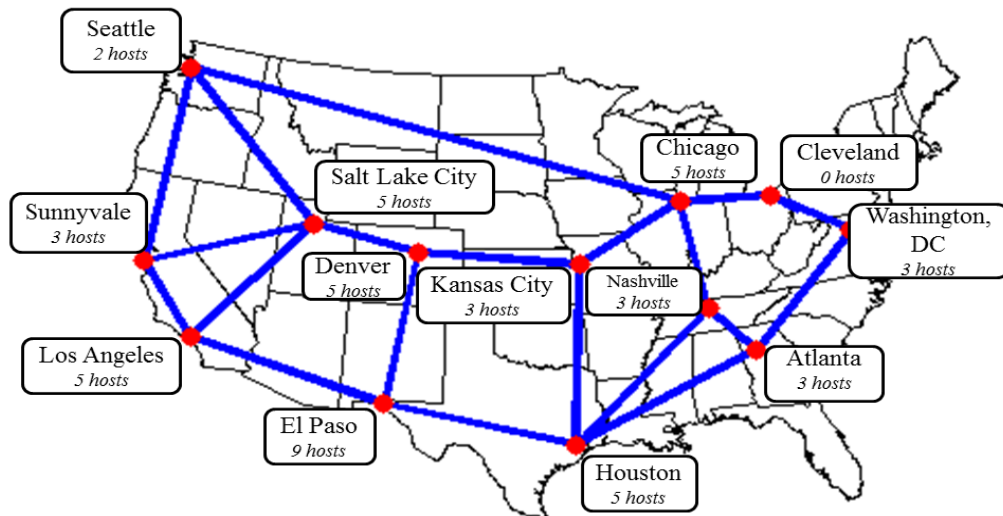 Seattle
2 hosts
Chicago
5 hosts
Cleveland
0 hosts
Salt Lake City
5 hosts
Sunnyvale
3 hosts
Washington,
DC
3 hosts
Denver
5 hosts
Kansas City
3 hosts
Nashville
3 hosts
Los Angeles
5 hosts
Atlanta
3 hosts
El Paso
9 hosts
Houston
5 hosts